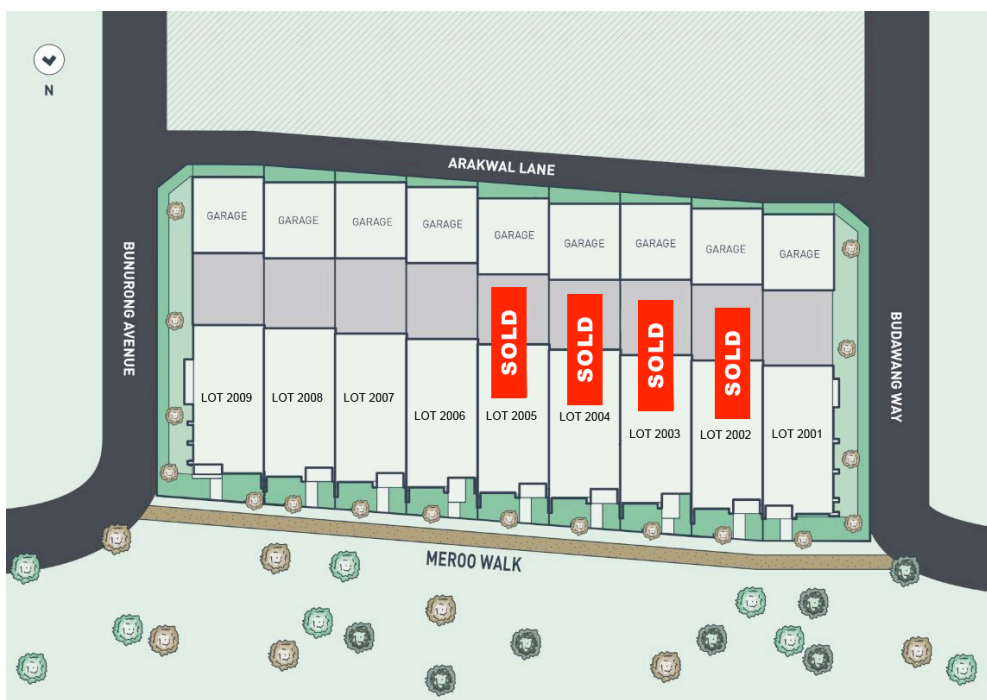 N
ARAKWAL LANE
GARAGE
GARAGE
GARAGE
GARAGE
GARAGE
GARAGE
GARAGE
GARAGE
GARAGE
BUNURONG AVENUE
BUDAWANG WAY
SOLD
SOLD
SOLD
SOLD
LOT 2009
LOT 2008
LOT 2007
LOT 2006
LOT 2005
LOT 2004
LOT 2003
LOT 2002
LOT 2001
MEROO WALK